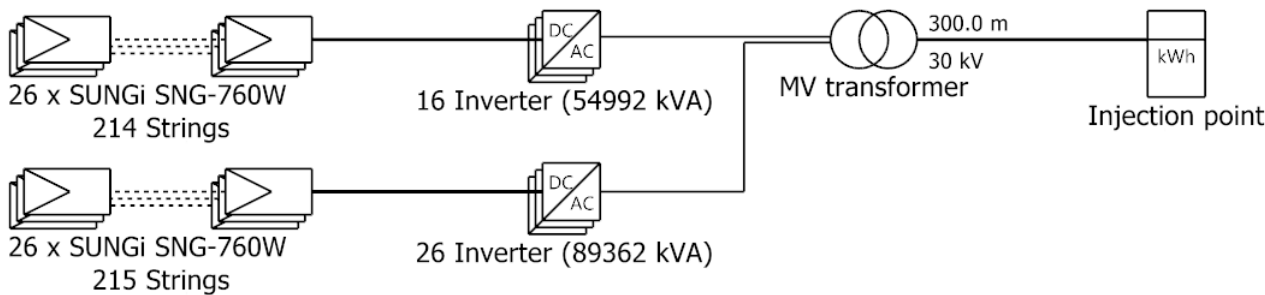 DC
AC
300.0 m
30 kV
kWh
26 x SUNGi SNG-760W
214 Strings
16 Inverter (54992 kVA)
MV transformer
Injection point
DC
AC
26 x SUNGi SNG-760W
215 Strings
26 Inverter (89362 kVA)